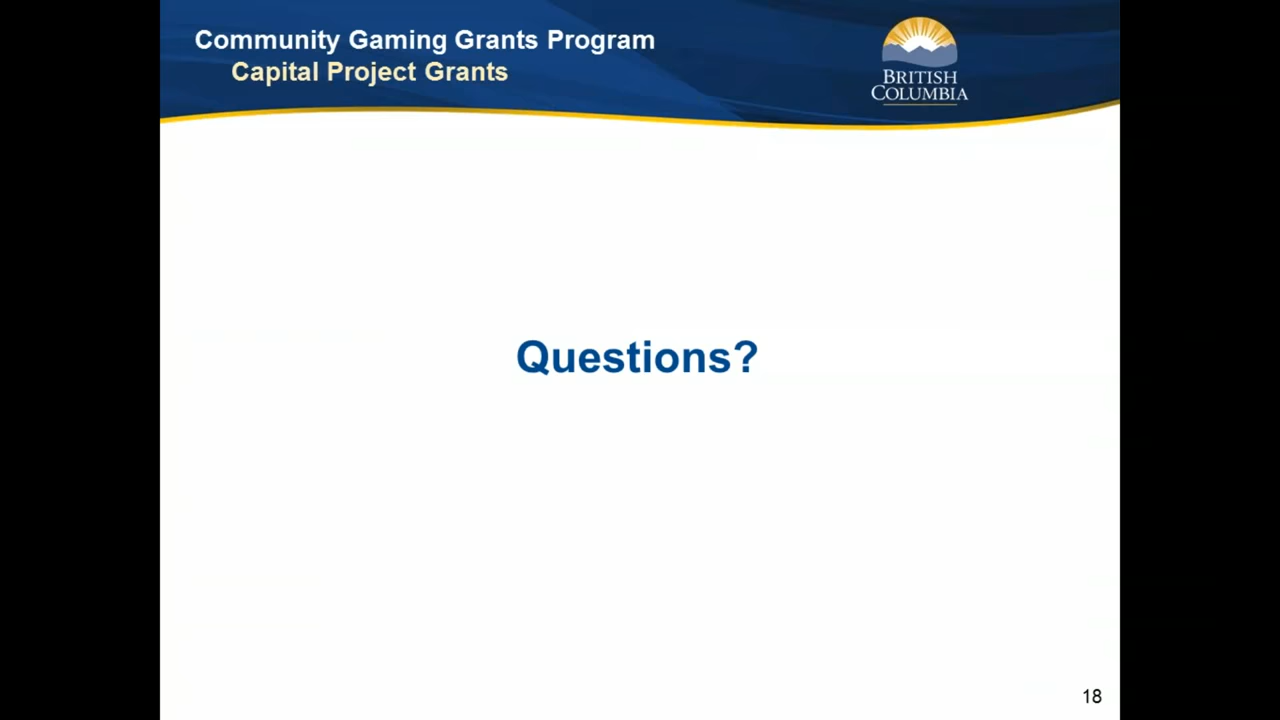 Community Gaming Grants Program
Capital Project Grants
BRITISH
COLUMBIA
Questions?
18